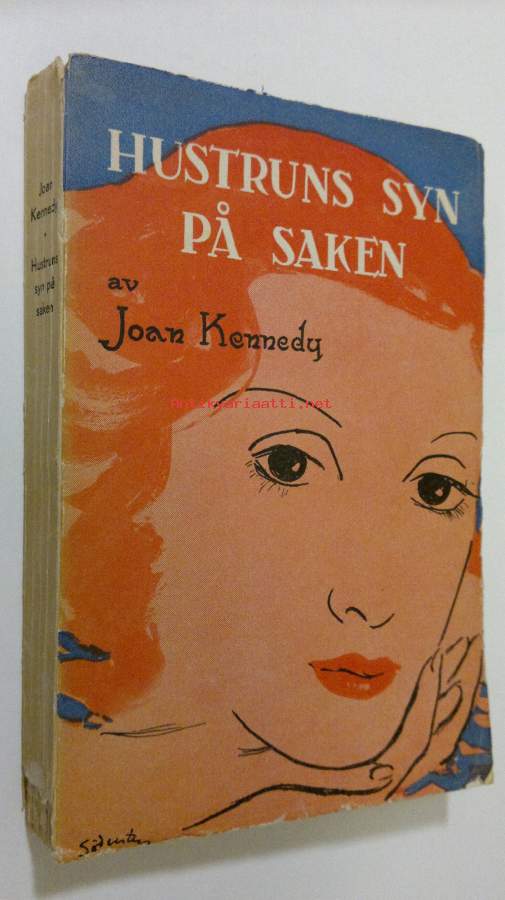 HUSTRUNS SYN
PÅ SAKEN
av
Joan Kennedy
Joan
Kennedy
•
Hustruns
syn på
saken
Antikvariaatti.net